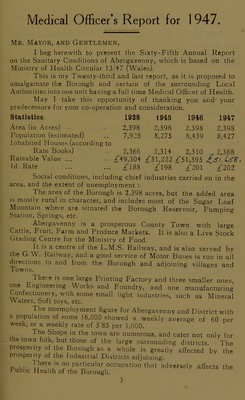 Medical Officer's Report for 1947.
MR. MAYOR, AND GENTLEMEN,
I beg herewith to present the Sixty-Fifth Annual Report
on the Sanitary Conditions of Abergavenny, which is based on the
Ministry of Health Circular 13/47 (Wales).
This is my Twenty-third and last report, as it is proposed to
amalgamate the Borough and certain of the surrounding Local
Authorities into one unit having a full time Medical Officer of Health.
May I take this opportunity of thanking you and your
predecessors for your co-operation and consideration.
Statistics. 1938 1945 1946 1947
Area (in Acres) ... 2,398 2,398 2,398 2,398
Population (estimated) ... 7,975 8,275 8,439 8,427
Inhabited Houses (according to
Rate Books) 2,366 2,314 2,310 2,388
Rateable Value ... ... £49,304 £51,222 £51,395
1d. Rate ... £188 £198 £201 £202
Social conditions, including chief industries carried on in the
area, and the extent of unemployment :
The area of the Borough is 2,398 acres, but the added area
is mostly rural in character, and includes most of the Sugar Loaf
Mountain where are situated the Borough Reservoir, Pumping
Station, Springs, etc.
Abergavenny is a prosperous County Town with large
Cattle, Fruit, Farm and Produce Markets. It is also a Live Stock
Grading Centre for the Ministry of Food.
It is a centre of the L.M.S. Railway, and is also served by
the G W. Railway, and a good service of Motor Buses is run in all
directions to and from the Borough and adjoining villages and
Towns.
There is one large Printing Factory and three smaller ones,
one Engineering Works and Foundry, and one manufacturing
Confectionery, with some small light industries, such as Mineral
Waters, Soft toys, etc.
The unemployment figure for Abergavenny and District with
a population of some 16,000 showed a weekly average of 60 per
week, or a weekly rate of 3˙83 per 1,000.
The Shops in the town are numerous, and cater not only for
the town folk, but those of the large surrounding districts. The
prosperity of the Borough as a whole is greatly affected by the
prosperity of the Industrial Districts adjoining.
There is no particular occupation that adversely affects the
Public Health of the Borough.
3